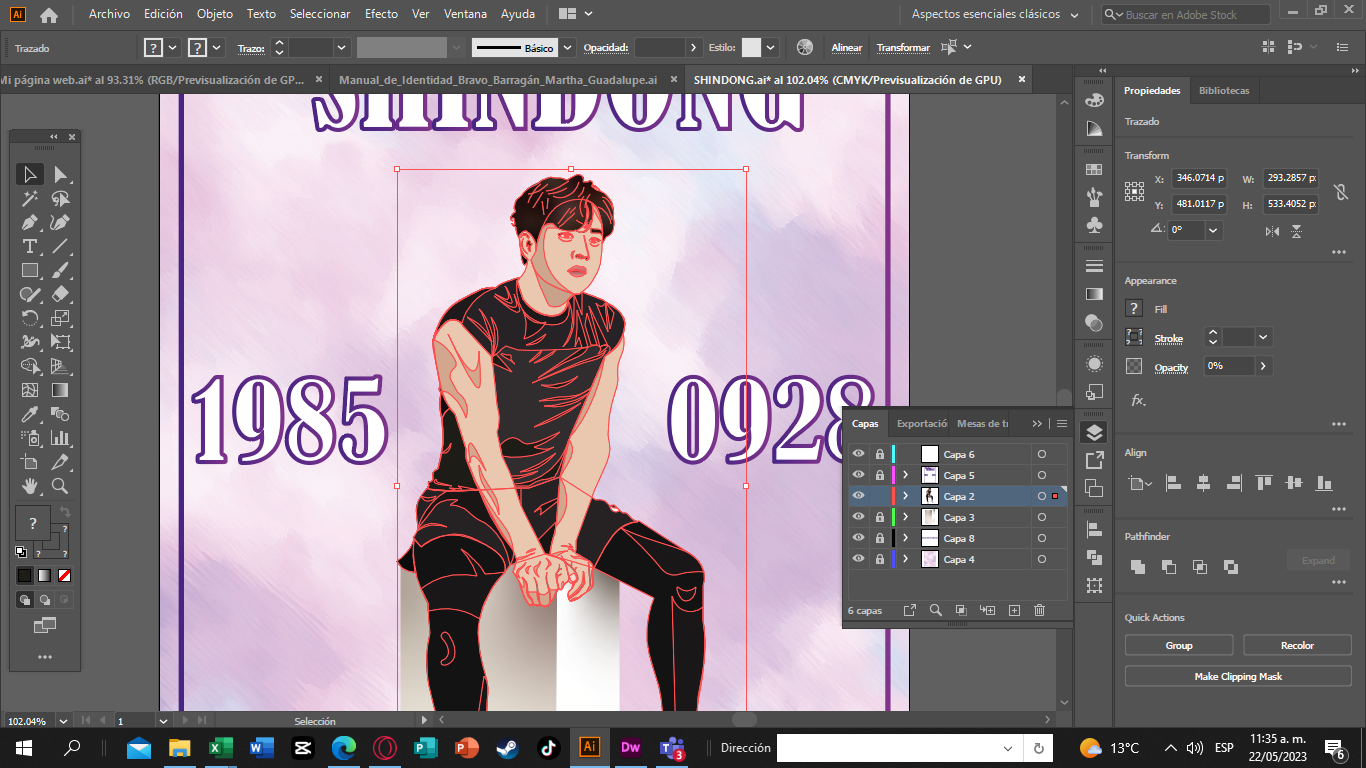 Ai Archivo Edición Objeto Texto Seleccionar Efecto Ver Ventana Ayuda Aspectos esenciales clásicos Buscar en Adobe Stock
Trazado ? ? Trazo: Básico Opacidad: Estilo: Alinear Transformar
Mi página web.ai* al 93.31% (RGB/Previsualización de GP... × Manual_de_Identidad_Bravo_Barragán_Martha_Guadalupe.ai × SHINDONG.ai* al 102.04% (CMYK/Previsualización de GPU) ×
SHINDONG
1985
0928
Propiedades Bibliotecas
Trazado
Transform
X: 346.0714 p W: 293.2857 p
Y: 481.0117 p H: 533.4052 p
0°
Appearance
? Fill
Stroke
Opacity 0%
fx.
Align
Pathfinder
Expand
Quick Actions
Group Recolor
Make Clipping Mask
Capas Exportació Mesas de tr
Capa 6
Capa 5
Capa 2
Capa 3
Capa 8
Capa 4
6 capas
102.04% 1 Selección
Dirección 13°C ESP 11:35 a. m.
22/05/2023
Ai Dw 3 6